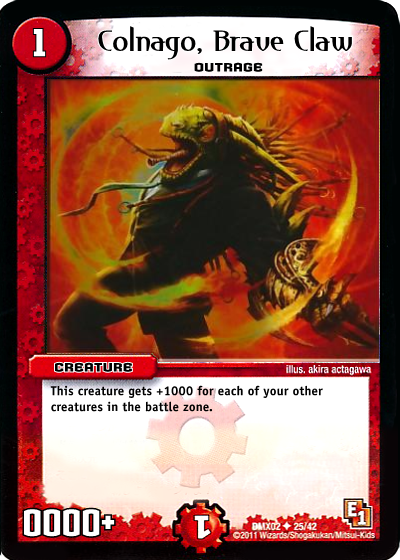 1
Colnago, Brave Claw
OUTRAGE
CREATURE
illus. akira actagawa
This creature gets +1000 for each of your other
creatures in the battle zone.
0000+
1
DMX02 ♦ 25/42
©2011 Wizards/Shogakukan/Mitsui-Kids
E1